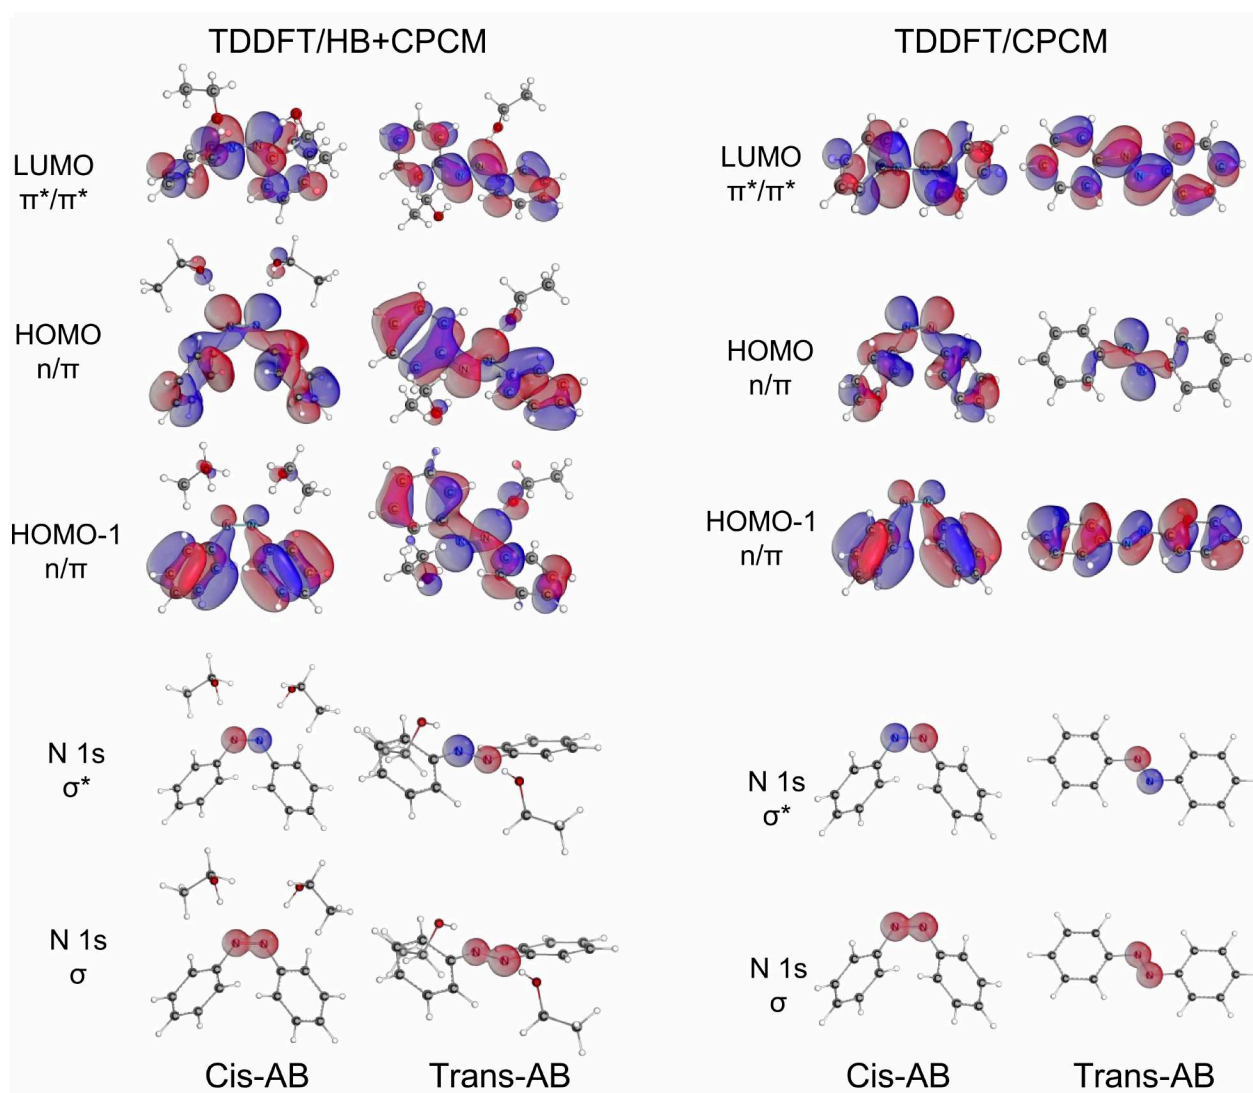 TDDFT/HB+CPCM
TDDFT/CPCM
LUMO
π*/π*
LUMO
π*/π*
HOMO
n/π
HOMO
n/π
HOMO-1
n/π
HOMO-1
n/π
N 1s
σ*
N 1s
σ*
N 1s
σ
N 1s
σ
Cis-AB
Trans-AB
Cis-AB
Trans-AB